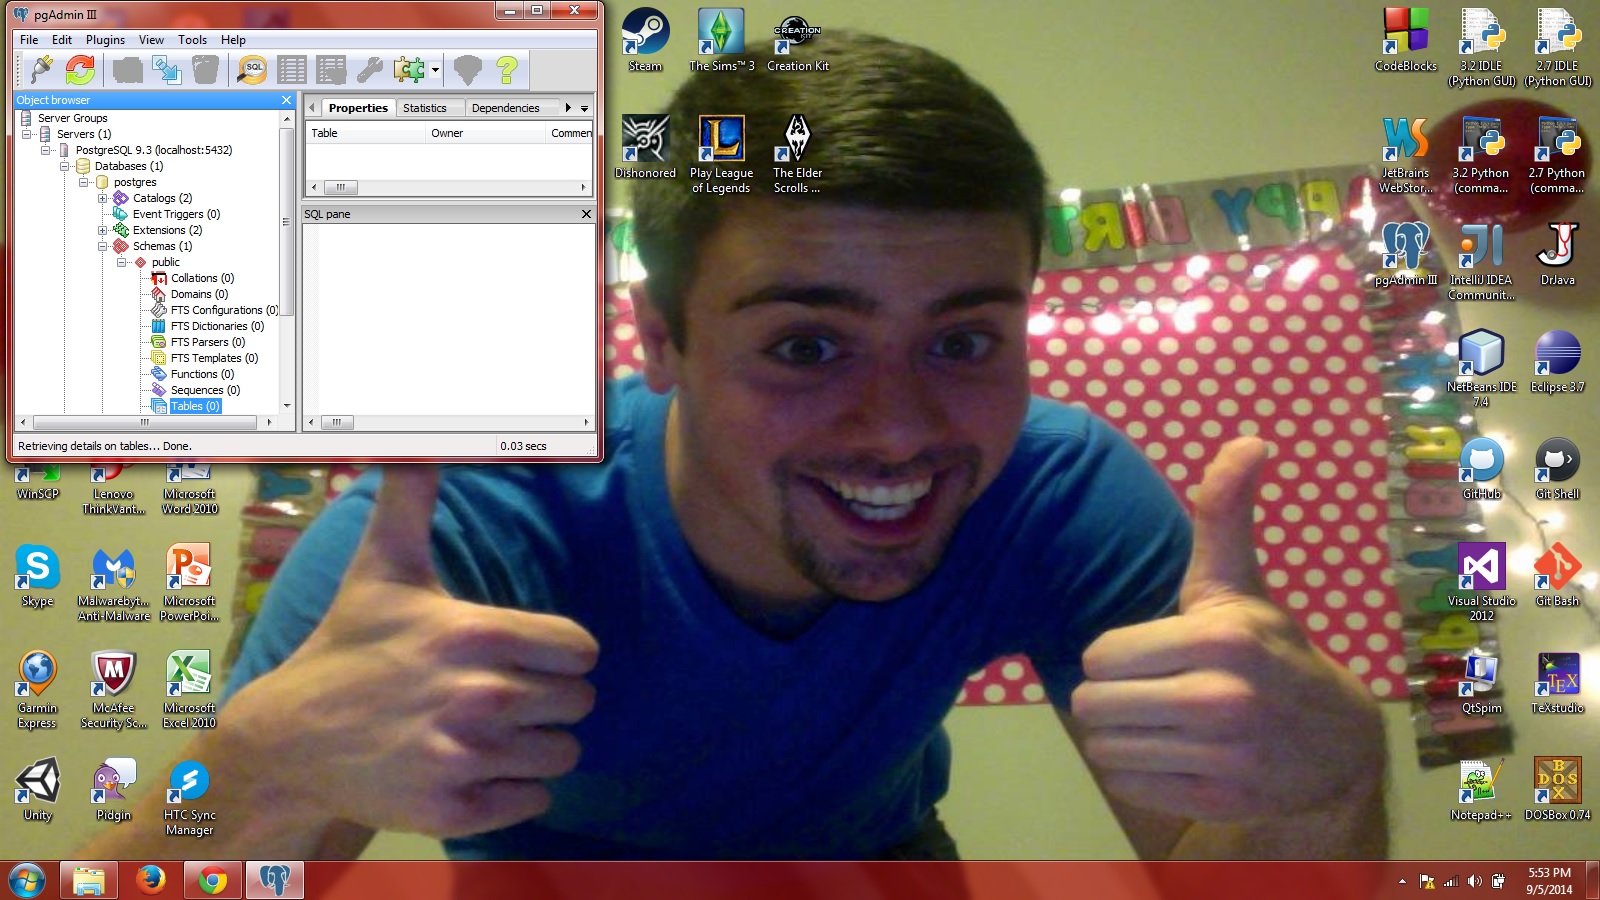 pgAdmin III
File Edit Plugins View Tools Help
SQL
Object browser
Server Groups
Servers (1)
PostgreSQL 9.3 (localhost:5432)
Databases (1)
postgres
Catalogs (2)
Event Triggers (0)
Extensions (2)
Schemas (1)
public
Collations (0)
Domains (0)
FTS Configurations (0)
FTS Dictionaries (0)
FTS Parsers (0)
FTS Templates (0)
Functions (0)
Sequences (0)
Tables (0)
Properties Statistics Dependencies
Table Owner Commen
SQL pane
Retrieving details on tables... Done. 0.03 secs
Steam
The Sims™ 3
CREATION KIT
Creation Kit
Dishonored
Play League
of Legends
The Elder
Scrolls ...
CodeBlocks
3.2 IDLE
(Python GUI)
2.7 IDLE
(Python GUI)
JetBrains
WebStor...
3.2 Python
(comma...
2.7 Python
(comma...
pgAdmin III
IntelliJ IDEA
Communit...
DrJava
NetBeans IDE
7.4
Eclipse 3.7
GitHub
Git Shell
Visual Studio
2012
Git Bash
QtSpim
TEX
TeXstudio
Notepad++
BOX
DOS
DOSBox 0.74
WinSCP
Lenovo
ThinkVant...
Microsoft
Word 2010
Skype
Malwarebyt...
Anti-Malware
Microsoft
PowerPoi...
Garmin
Express
McAfee
Security Sc...
Microsoft
Excel 2010
Unity
Pidgin
HTC Sync
Manager
PPY BIRT
5:53 PM
9/5/2014